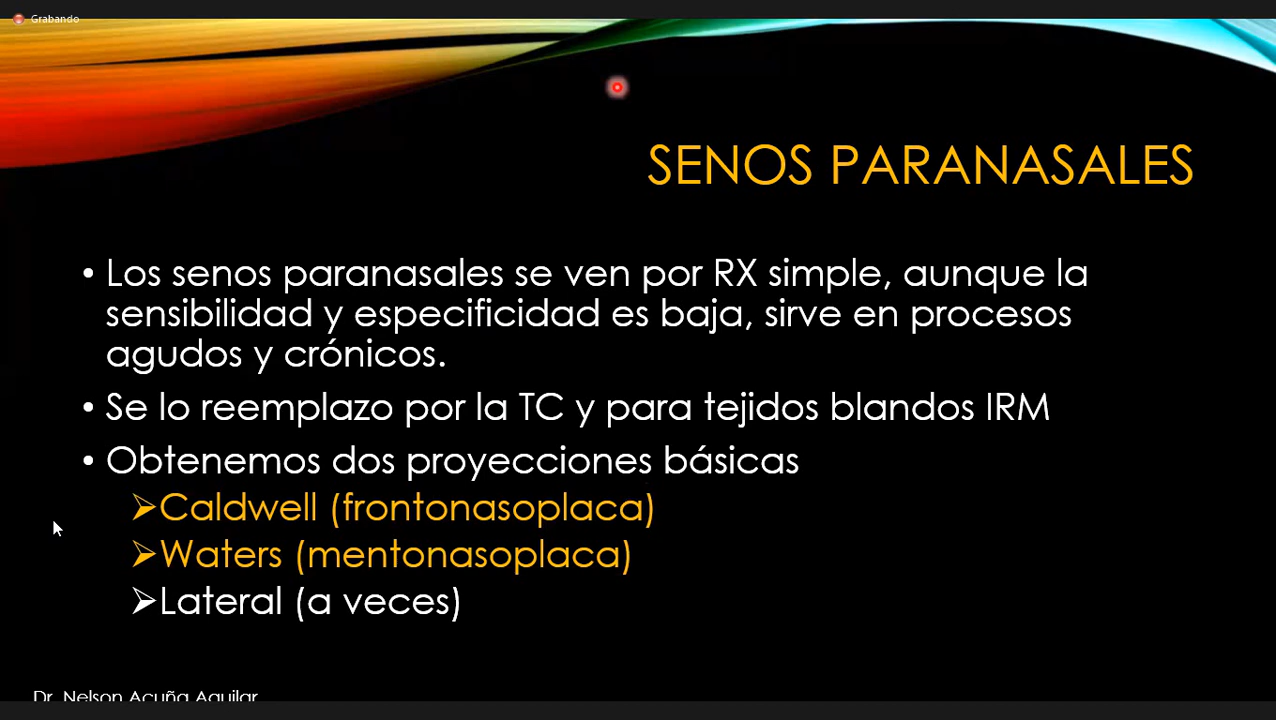 Grabando
SENOS PARANASALES
• Los senos paranasales se ven por RX simple, aunque la
sensibilidad y especificidad es baja, sirve en procesos
agudos y crónicos.
• Se lo reemplazo por la TC y para tejidos blandos IRM
• Obtenemos dos proyecciones básicas
➢Caldwell (frontonasoplaca)
➢Waters (mentonasoplaca)
➢Lateral (a veces)
Dr. Nelson Acuña Aguilar